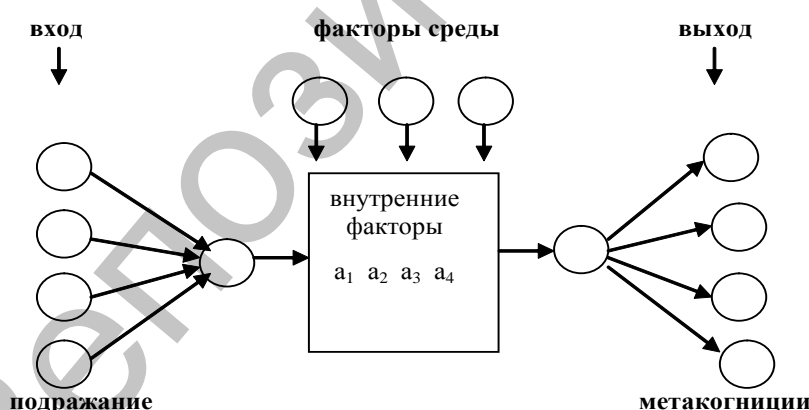 вход
факторы среды
выход
внутренние
факторы
a₁ a₂ a₃ a₄
подражание
метакогниции